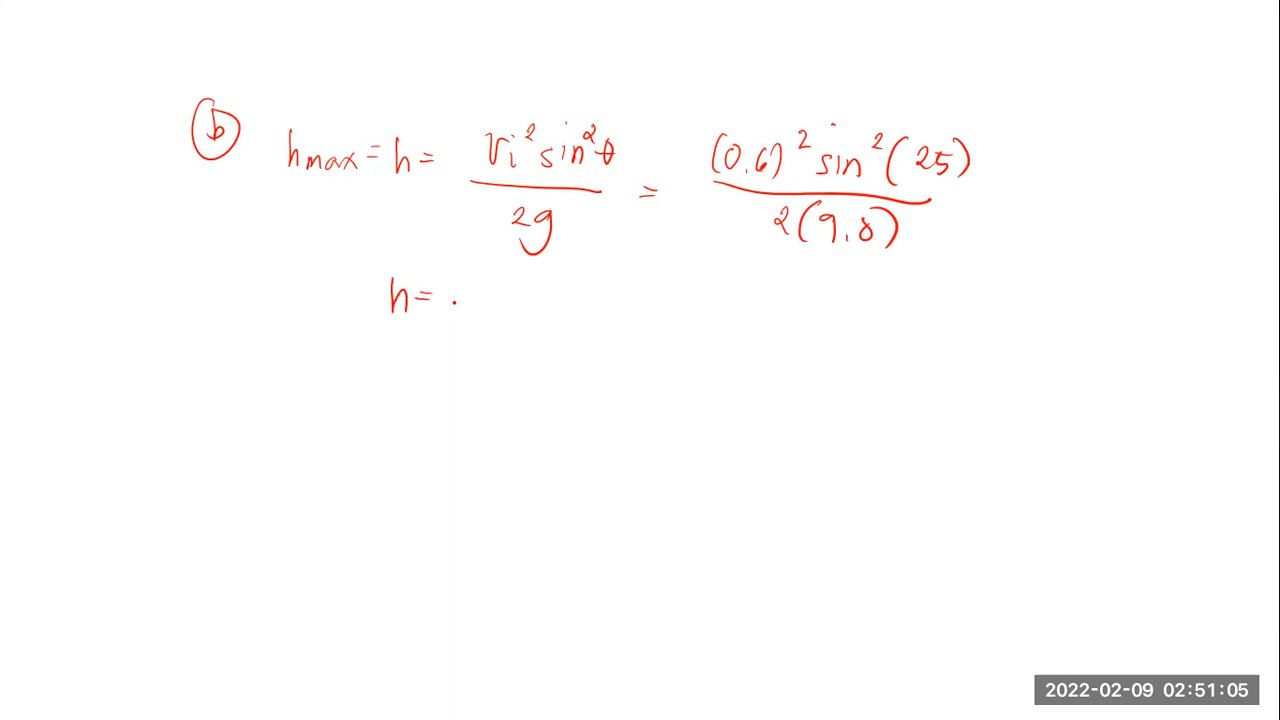 (b) hmax = h = Vi² sin²θ / 2g = (0.6)² sin²(25) / 2(9.8)
h = .
2022-02-09 02:51:05